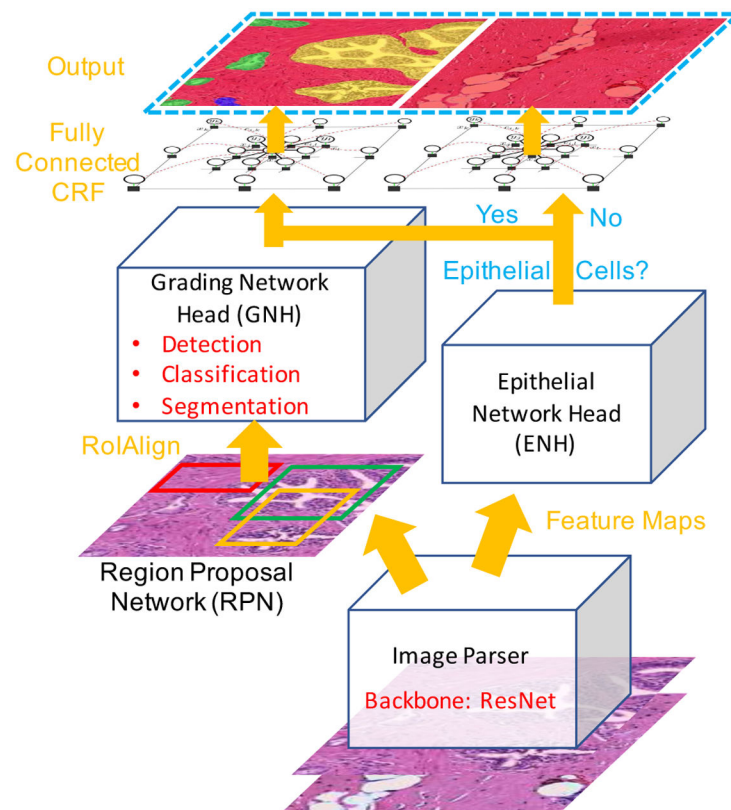 Output
Fully
Connected
CRF
Yes
No
Epithelial
Cells?
Grading Network
Head (GNH)
• Detection
• Classification
• Segmentation
Epithelial
Network Head
(ENH)
RoIAlign
Feature Maps
Region Proposal
Network (RPN)
Image Parser
Backbone: ResNet